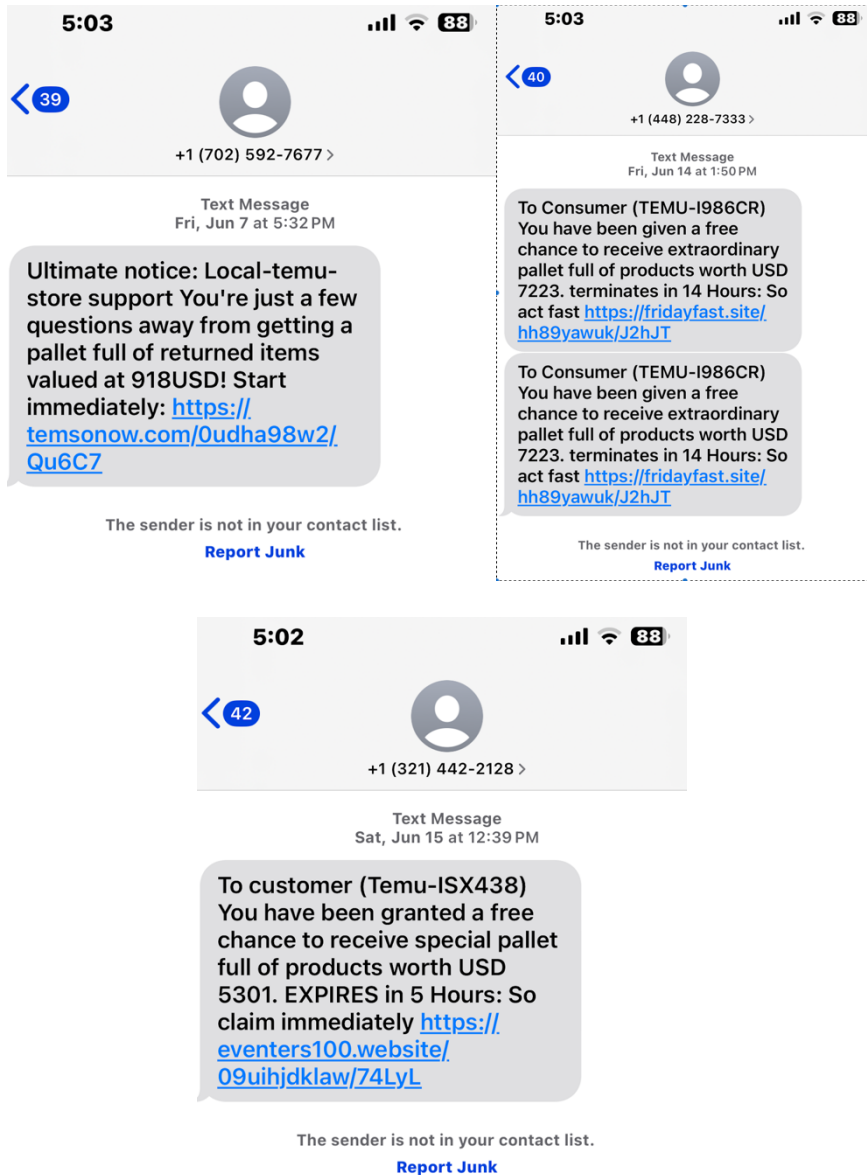 5:03
88
39
+1 (702) 592-7677 >
Text Message
Fri, Jun 7 at 5:32 PM
Ultimate notice: Local-temu-
store support You're just a few
questions away from getting a
pallet full of returned items
valued at 918USD! Start
immediately: https://
temsonow.com/0udha98w2/
Qu6C7
The sender is not in your contact list.
Report Junk
5:03
88
40
+1 (448) 228-7333 >
Text Message
Fri, Jun 14 at 1:50 PM
To Consumer (TEMU-I986CR)
You have been given a free
chance to receive extraordinary
pallet full of products worth USD
7223. terminates in 14 Hours: So
act fast https://fridayfast.site/
hh89yawuk/J2hJT
To Consumer (TEMU-I986CR)
You have been given a free
chance to receive extraordinary
pallet full of products worth USD
7223. terminates in 14 Hours: So
act fast https://fridayfast.site/
hh89yawuk/J2hJT
The sender is not in your contact list.
Report Junk
5:02
88
42
+1 (321) 442-2128 >
Text Message
Sat, Jun 15 at 12:39 PM
To customer (Temu-ISX438)
You have been granted a free
chance to receive special pallet
full of products worth USD
5301. EXPIRES in 5 Hours: So
claim immediately https://
eventers100.website/
09uihjdklaw/74LyL
The sender is not in your contact list.
Report Junk